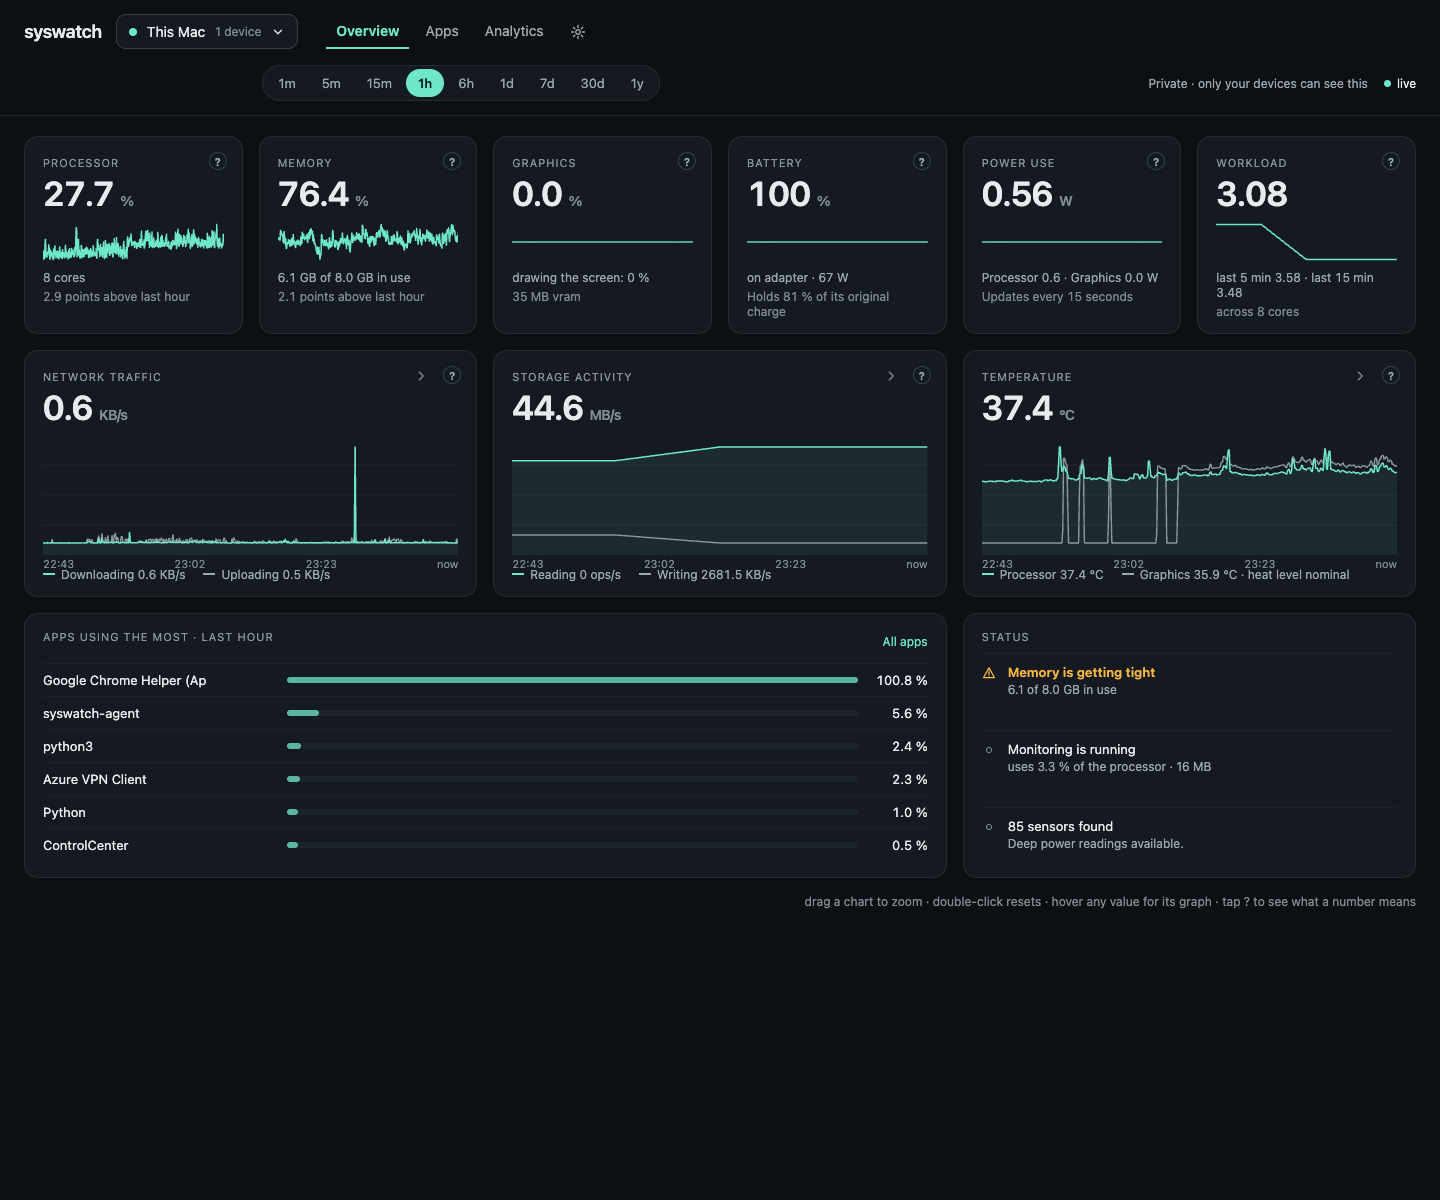 syswatch
This Mac 1 device
Overview
Apps
Analytics
1m 5m 15m 1h 6h 1d 7d 30d 1y
Private · only your devices can see this
live
PROCESSOR ?
27.7 %
8 cores
2.9 points above last hour
MEMORY ?
76.4 %
6.1 GB of 8.0 GB in use
2.1 points above last hour
GRAPHICS ?
0.0 %
drawing the screen: 0 %
35 MB vram
BATTERY ?
100 %
on adapter · 67 W
Holds 81 % of its original
charge
POWER USE ?
0.56 W
Processor 0.6 · Graphics 0.0 W
Updates every 15 seconds
WORKLOAD ?
3.08
last 5 min 3.58 · last 15 min
3.48
across 8 cores
NETWORK TRAFFIC ?
0.6 KB/s
22:43 23:02 23:23 now
Downloading 0.6 KB/s Uploading 0.5 KB/s
STORAGE ACTIVITY ?
44.6 MB/s
22:43 23:02 23:23 now
Reading 0 ops/s Writing 2681.5 KB/s
TEMPERATURE ?
37.4 °C
22:43 23:02 23:23 now
Processor 37.4 °C Graphics 35.9 °C · heat level nominal
APPS USING THE MOST · LAST HOUR
All apps
Google Chrome Helper (Ap 100.8 %
syswatch-agent 5.6 %
python3 2.4 %
Azure VPN Client 2.3 %
Python 1.0 %
ControlCenter 0.5 %
STATUS
Memory is getting tight
6.1 of 8.0 GB in use
Monitoring is running
uses 3.3 % of the processor · 16 MB
85 sensors found
Deep power readings available.
drag a chart to zoom · double-click resets · hover any value for its graph · tap ? to see what a number means